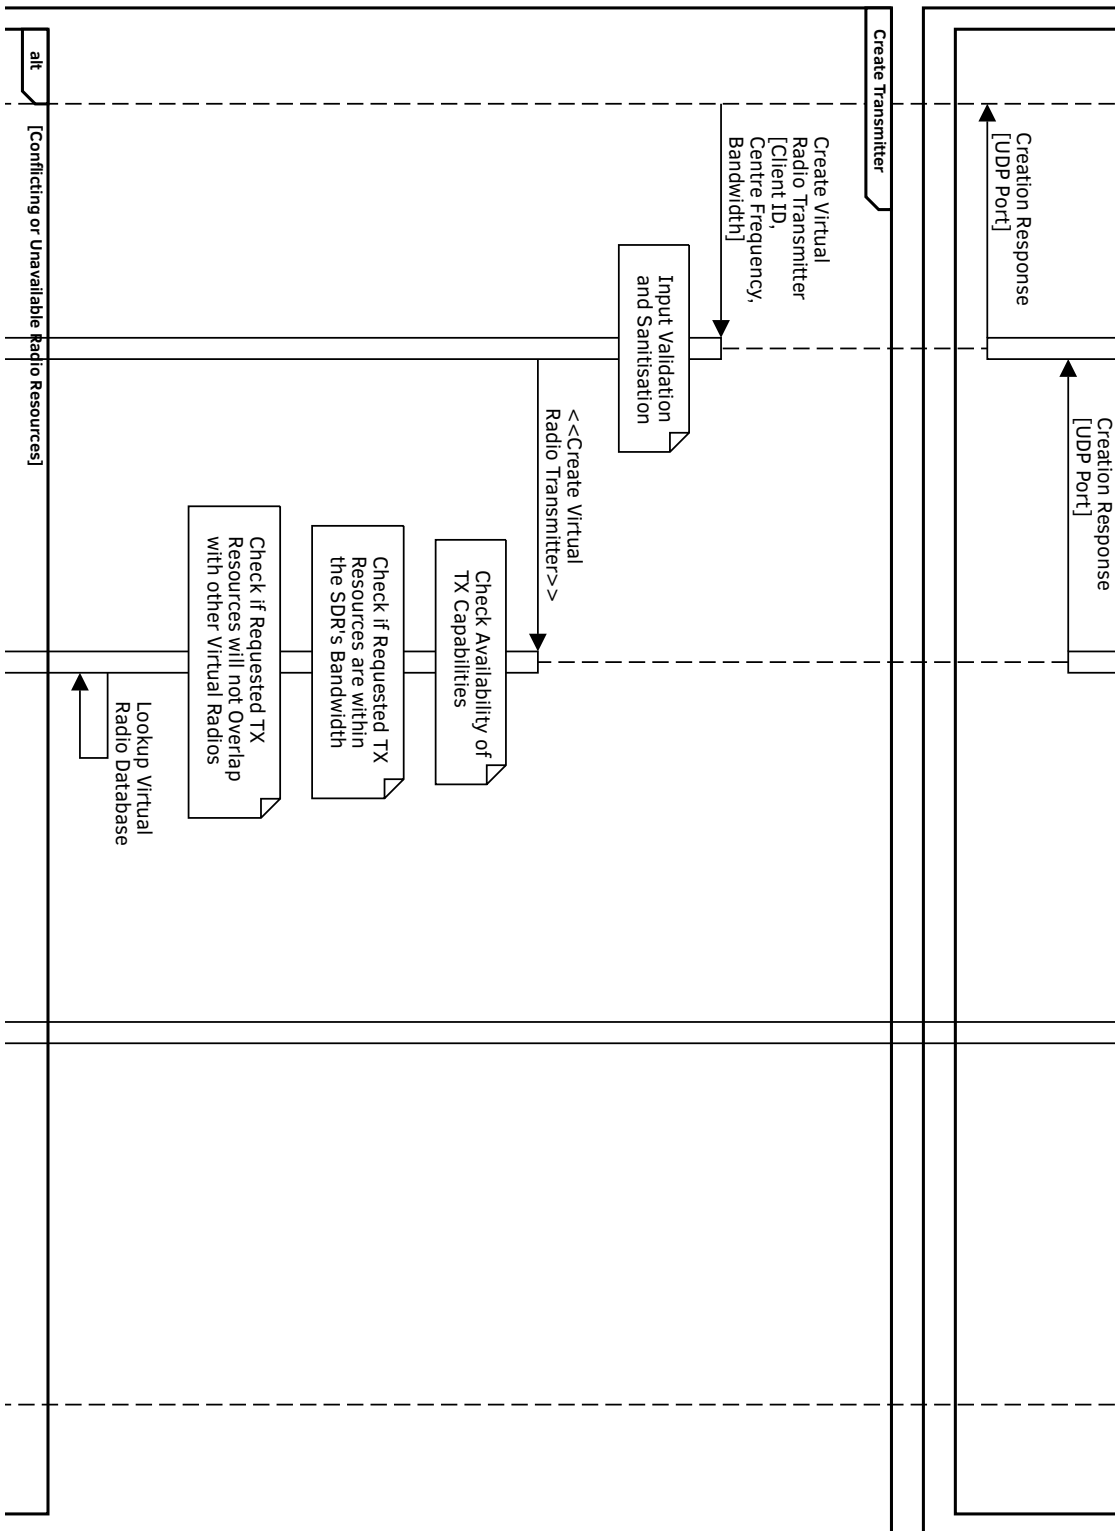 Creation Response
[UDP Port]
Creation Response
[UDP Port]
Create Transmitter
Create Virtual
Radio Transmitter
[Client ID,
Centre Frequency,
Bandwidth]
Input Validation
and Sanitisation
<<Create Virtual
Radio Transmitter>>
Check Availability of
TX Capabilities
Check if Requested TX
Resources are within
the SDR's Bandwidth
Check if Requested TX
Resources will not Overlap
with other Virtual Radios
Lookup Virtual
Radio Database
alt
[Conflicting or Unavailable Radio Resources]